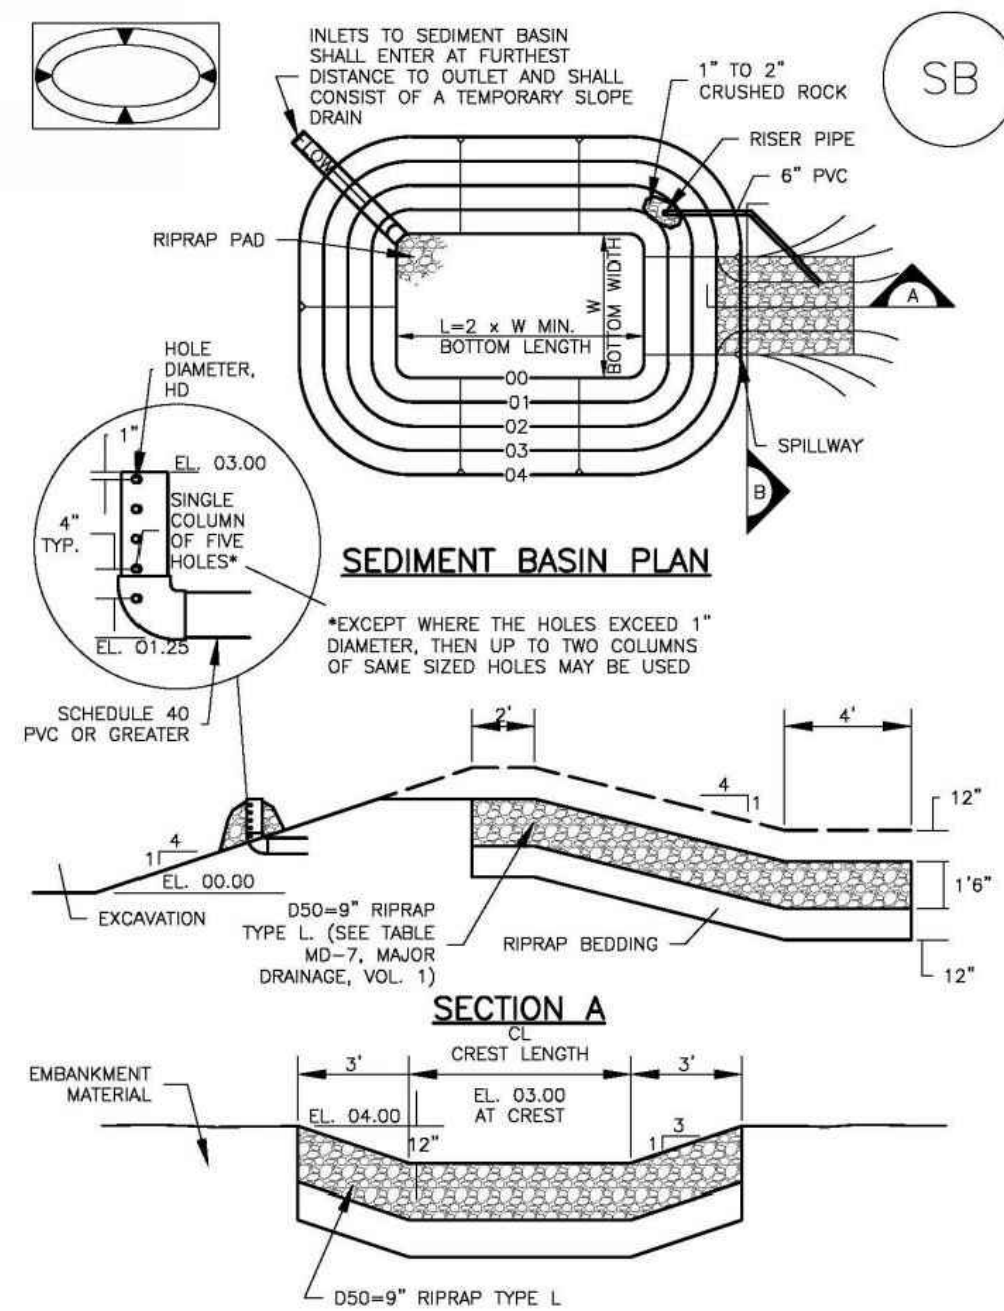 INLETS TO SEDIMENT BASIN
SHALL ENTER AT FURTHEST
DISTANCE TO OUTLET AND SHALL
CONSIST OF A TEMPORARY SLOPE
DRAIN
1" TO 2"
CRUSHED ROCK
SB
RISER PIPE
6" PVC
FLOW
RIPRAP PAD
W
BOTTOM WIDTH
L=2 x W MIN.
BOTTOM LENGTH
A
00
01
02
03
04
SPILLWAY
B
HOLE
DIAMETER,
HD
1"
EL. 03.00
4"
TYP.
SINGLE
COLUMN
OF FIVE
HOLES*
EL. 01.25
SEDIMENT BASIN PLAN
*EXCEPT WHERE THE HOLES EXCEED 1"
DIAMETER, THEN UP TO TWO COLUMNS
OF SAME SIZED HOLES MAY BE USED
SCHEDULE 40
PVC OR GREATER
2'
4'
4
1
12"
4
1
EL. 00.00
EXCAVATION
1'6"
D50=9" RIPRAP
TYPE L. (SEE TABLE
MD-7, MAJOR
DRAINAGE, VOL. 1)
RIPRAP BEDDING
12"
SECTION A
CL
CREST LENGTH
3'
3'
EMBANKMENT
MATERIAL
EL. 04.00
EL. 03.00
AT CREST
12"
3
1
D50=9" RIPRAP TYPE L